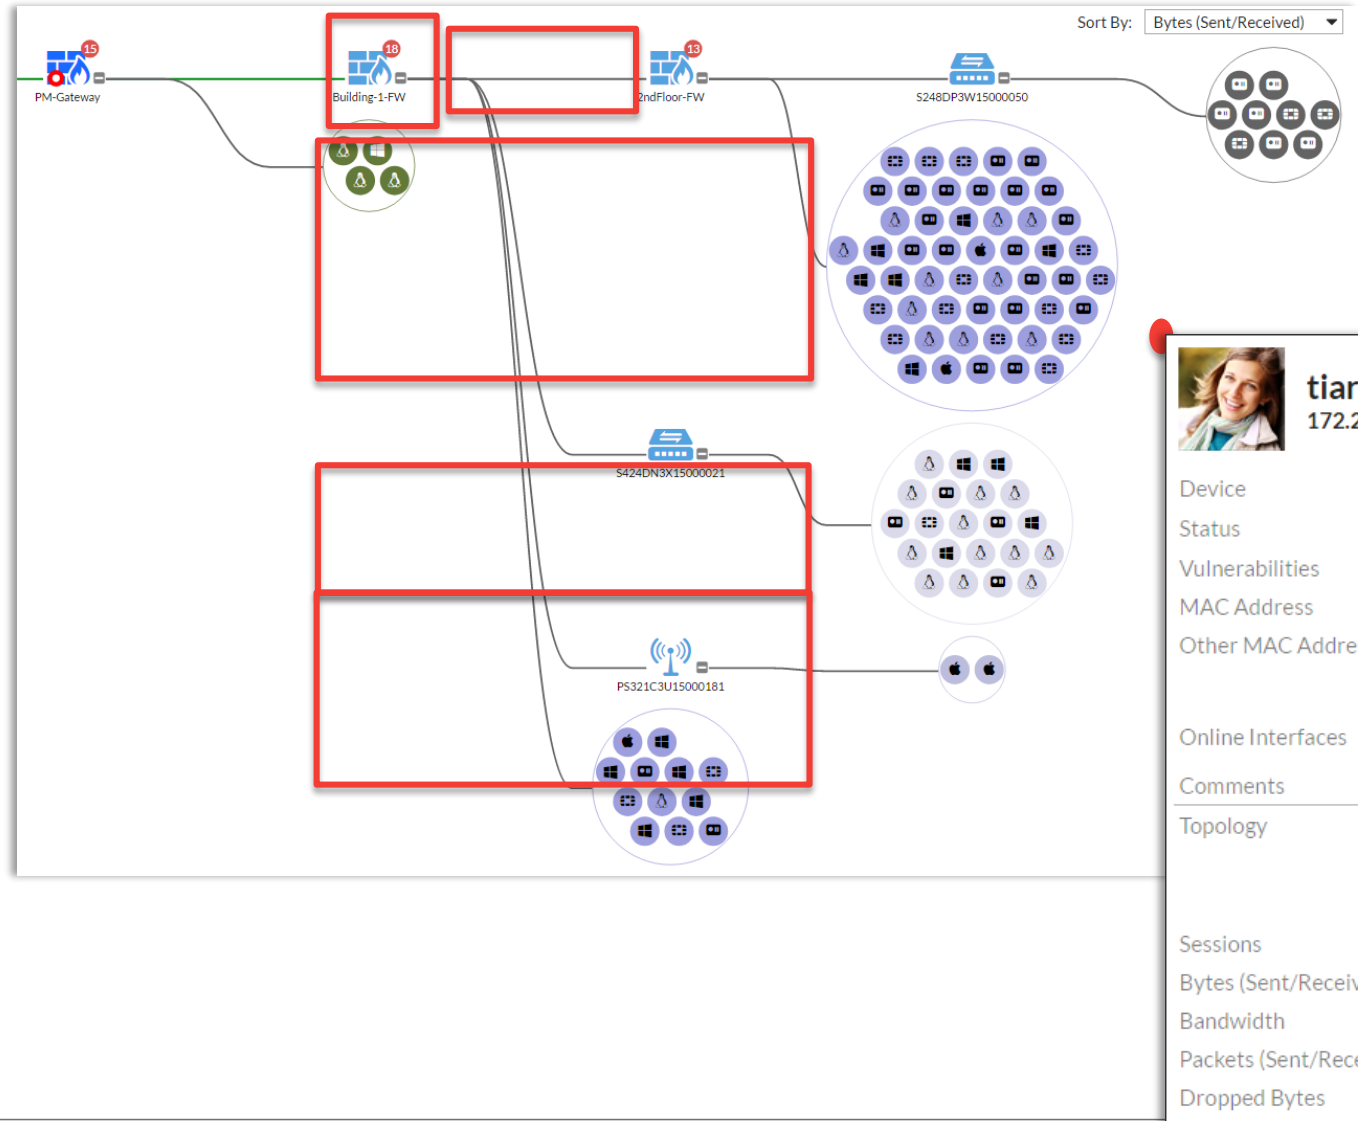 Sort By: Bytes (Sent/Received)
15
18
13
PM-Gateway
Building-1-FW
2ndFloor-FW
S248DP3W15000050
S424DN3X15000021
PS321C3U15000181
tiar
172.2
Device
Status
Vulnerabilities
MAC Address
Other MAC Addre
Online Interfaces
Comments
Topology
Sessions
Bytes (Sent/Receiv
Bandwidth
Packets (Sent/Rece
Dropped Bytes